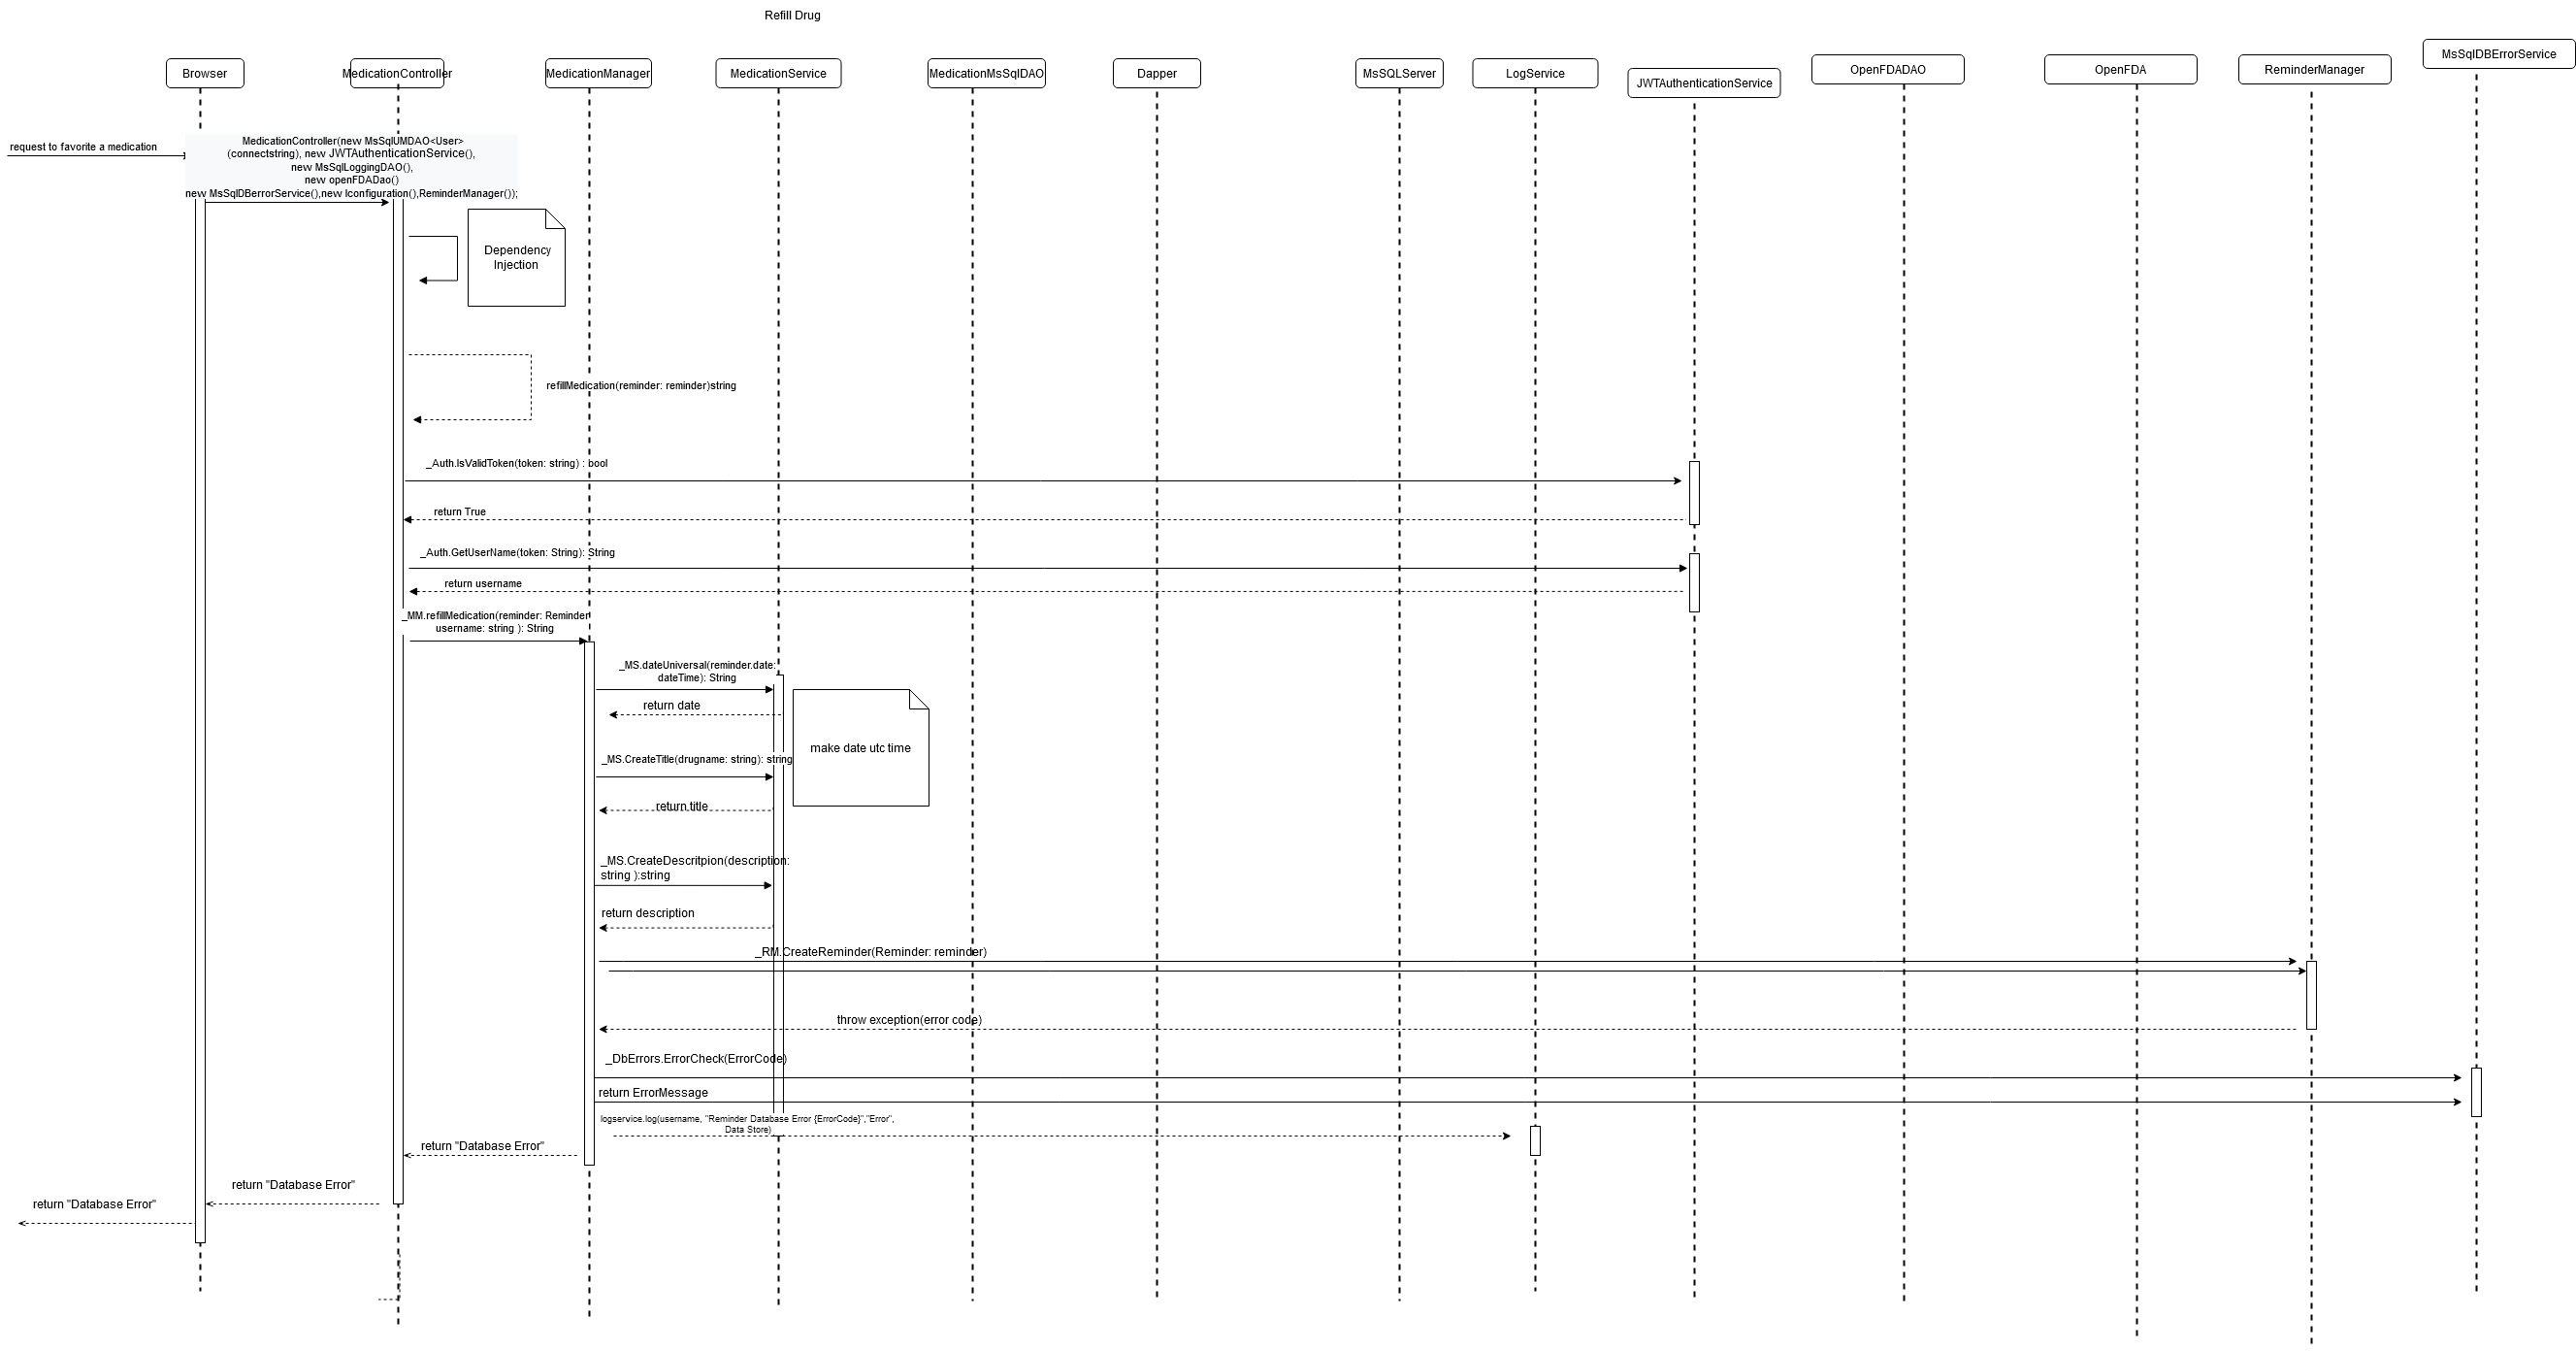 Refill Drug
Browser
MedicationController
MedicationManager
MedicationService
MedicationMsSqlDAO
Dapper
MsSQLServer
LogService
JWTAuthenticationService
OpenFDADAO
OpenFDA
ReminderManager
MsSqlDBErrorService
request to favorite a medication
MedicationController(new MsSqlUMDAO<User>
(connectstring), new JWTAuthenticationService(),
new MsSqlLoggingDAO(),
new openFDADao()
new MsSqlDBerrorService(),new Iconfiguration(),ReminderManager());
Dependency
Injection
refillMedication(reminder: reminder)string
_Auth.IsValidToken(token: string) : bool
return True
_Auth.GetUserName(token: String): String
return username
_MM.refillMedication(reminder: Reminder
username: string ): String
_MS.dateUniversal(reminder.date:
dateTime): String
return date
make date utc time
_MS.CreateTitle(drugname: string): string
return title
_MS.CreateDescritpion(description:
string ):string
return description
_RM.CreateReminder(Reminder: reminder)
throw exception(error code)
_DbErrors.ErrorCheck(ErrorCode)
return ErrorMessage
logservice.log(username, "Reminder Database Error {ErrorCode}","Error",
Data Store)
return "Database Error"
return "Database Error"
return "Database Error"